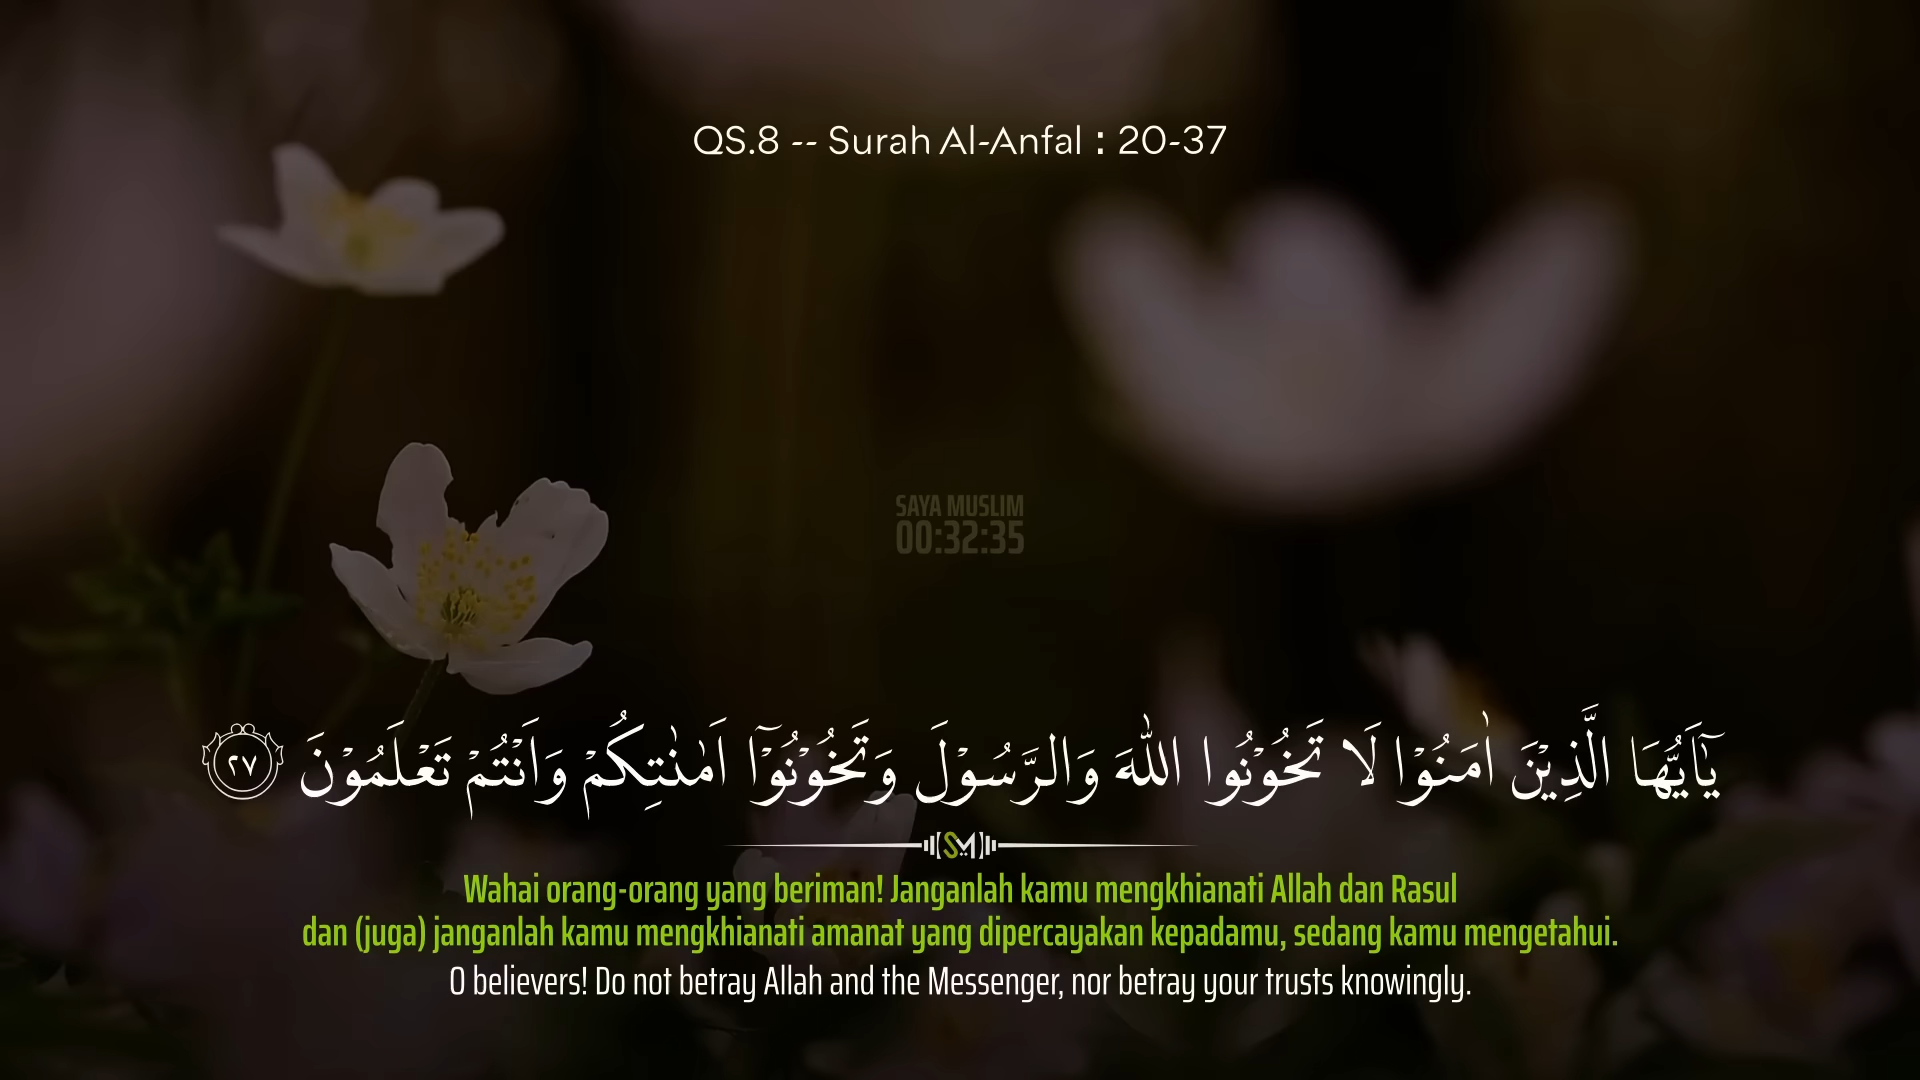 QS.8 -- Surah Al-Anfal : 20-37
SAYA MUSLIM
00:32:35
يٰٓاَيُّهَا الَّذِيْنَ اٰمَنُوْا لَا تَخُوْنُوا اللّٰهَ وَالرَّسُوْلَ وَتَخُوْنُوْٓا اَمٰنٰتِكُمْ وَاَنْتُمْ تَعْلَمُوْنَ ٢٧
SM
Wahai orang-orang yang beriman! Janganlah kamu mengkhianati Allah dan Rasul
dan (juga) janganlah kamu mengkhianati amanat yang dipercayakan kepadamu, sedang kamu mengetahui.
O believers! Do not betray Allah and the Messenger, nor betray your trusts knowingly.